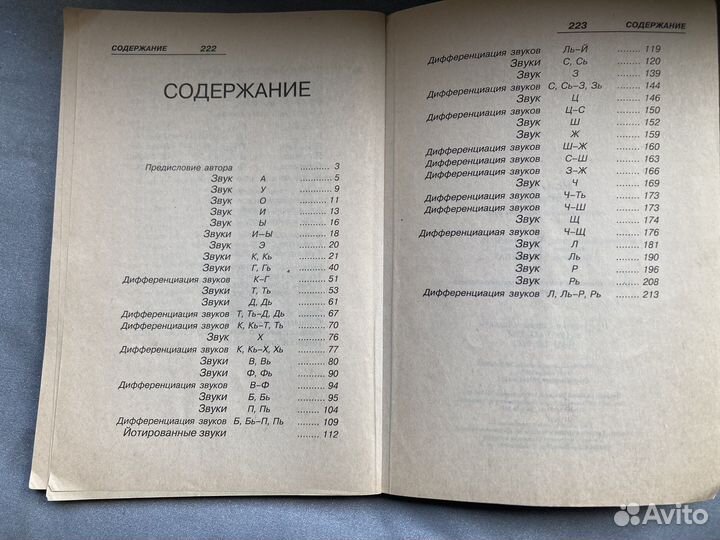 СОДЕРЖАНИЕ 222
СОДЕРЖАНИЕ
Предисловие автора ........... 3
Звук А ........... 5
Звук У ........... 9
Звук О ........... 11
Звук И ........... 13
Звук Ы ........... 16
Звуки И–Ы ........... 18
Звук Э ........... 20
Звуки К, Кь ........... 21
Звуки Г, Гь ........... 40
Дифференциация звуков К–Г ........... 51
Звуки Т, Ть ........... 53
Звуки Д, Дь ........... 61
Дифференциация звуков Т, Ть–Д, Дь ........ 67
Дифференциация звуков К, Кь–Т, Ть ........ 70
Звук Х ........ 76
Дифференциация звуков К, Кь–Х, Хь ........ 77
Звуки В, Вь ........ 80
Звуки Ф, Фь ........ 90
Дифференциация звуков В–Ф ........ 94
Звуки Б, Бь ........ 95
Звуки П, Пь ........ 104
Дифференциация звуков Б, Бь–П, Пь ........ 109
Йотированные звуки ........ 112
223 СОДЕРЖАНИЕ
Дифференциация звуков Ль–Й ........ 119
Звуки С, Сь ........ 120
Звук З ........ 139
Дифференциация звуков С, Сь–З, Зь ........ 144
Звук Ц ........ 146
Дифференциация звуков Ц–С ........ 150
Звук Ш ........ 152
Звук Ж ........ 159
Дифференциация звуков Ш–Ж ........ 160
Дифференциация звуков С–Ш ........ 163
Дифференциация звуков З–Ж ........ 166
Звук Ч ........ 169
Дифференциация звуков Ч–Ть ........ 173
Дифференциация звуков Ч–Ш ........ 173
Звук Щ ........ 174
Дифференциациая звуков Ч–Щ ........ 176
Звук Л ........ 181
Звук Ль ........ 190
Звук Р ........ 196
Звук Рь ........ 208
Дифференциация звуков Л, Ль–Р, Рь ........ 213
Avito